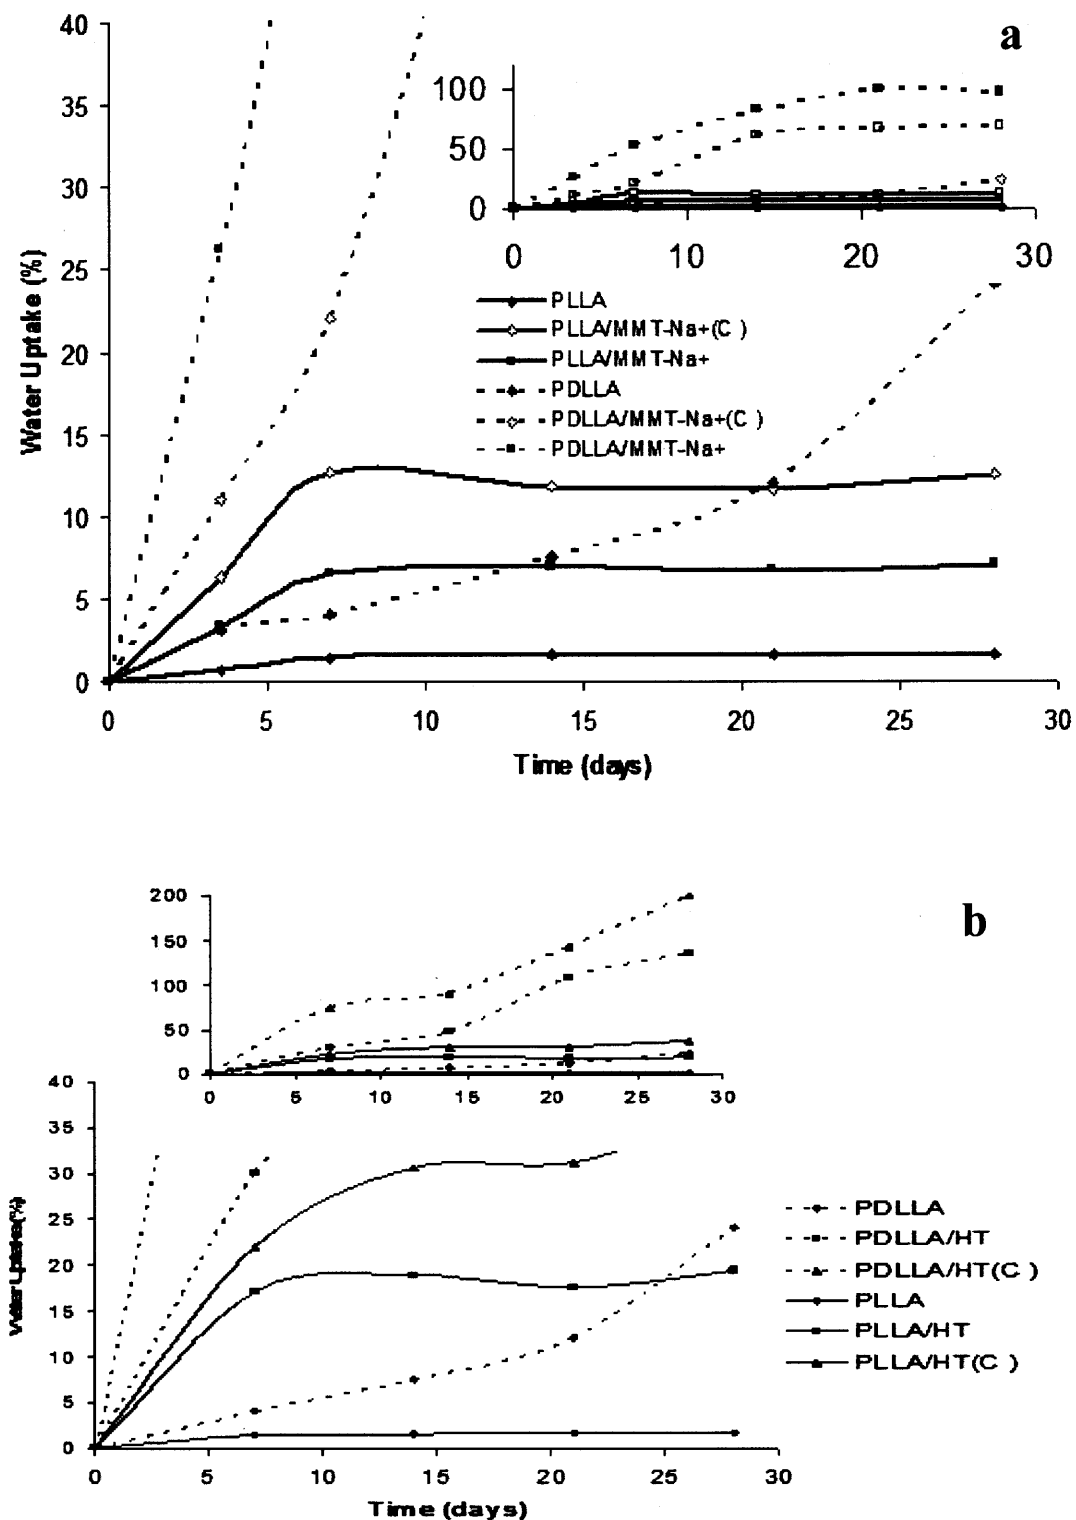 a
40
35
30
25
20
15
10
5
0
Water Uptake (%)
100
50
0
0 10 20 30
PLLA
PLLA/MMT-Na+(C )
PLLA/MMT-Na+
PDLLA
PDLLA/MMT-Na+(C )
PDLLA/MMT-Na+
0 5 10 15 20 25 30
Time (days)
b
200
150
100
50
0
0 5 10 15 20 25 30
40
35
30
25
20
15
10
5
0
Water Uptake(%)
PDLLA
PDLLA/HT
PDLLA/HT(C )
PLLA
PLLA/HT
PLLA/HT(C )
0 5 10 15 20 25 30
Time (days)